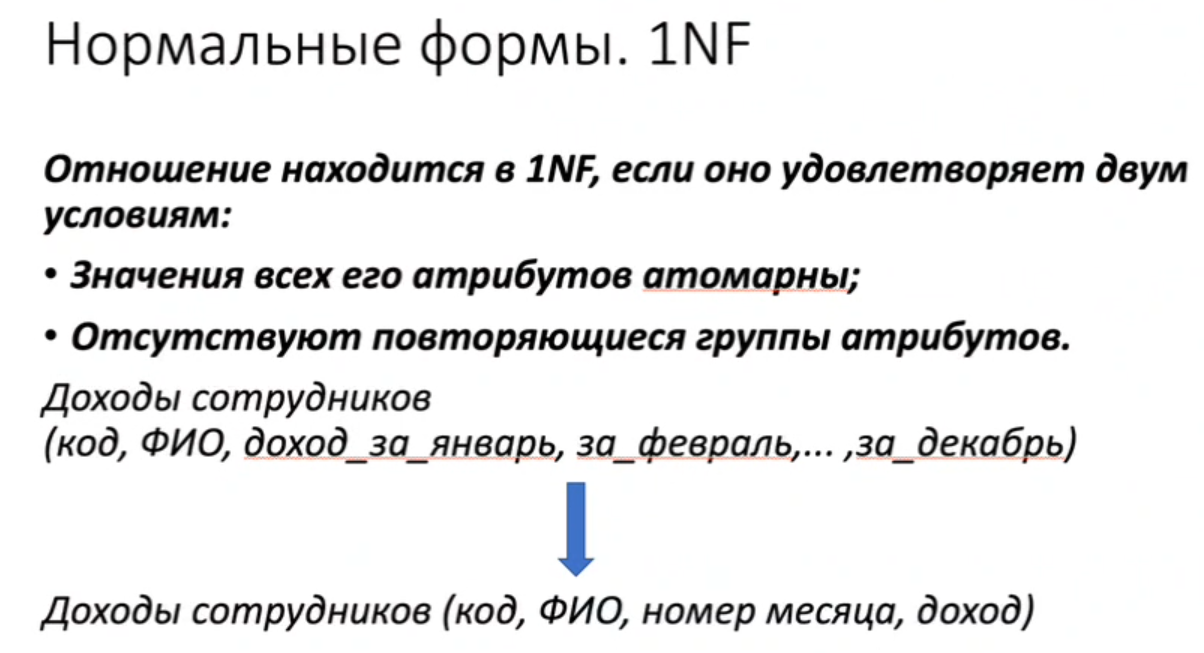 Нормальные формы. 1NF
Отношение находится в 1NF, если оно удовлетворяет двум
условиям:
• Значения всех его атрибутов атомарны;
• Отсутствуют повторяющиеся группы атрибутов.
Доходы сотрудников
(код, ФИО, доход_за_январь, за_февраль,... ,за_декабрь)
Доходы сотрудников (код, ФИО, номер месяца, доход)